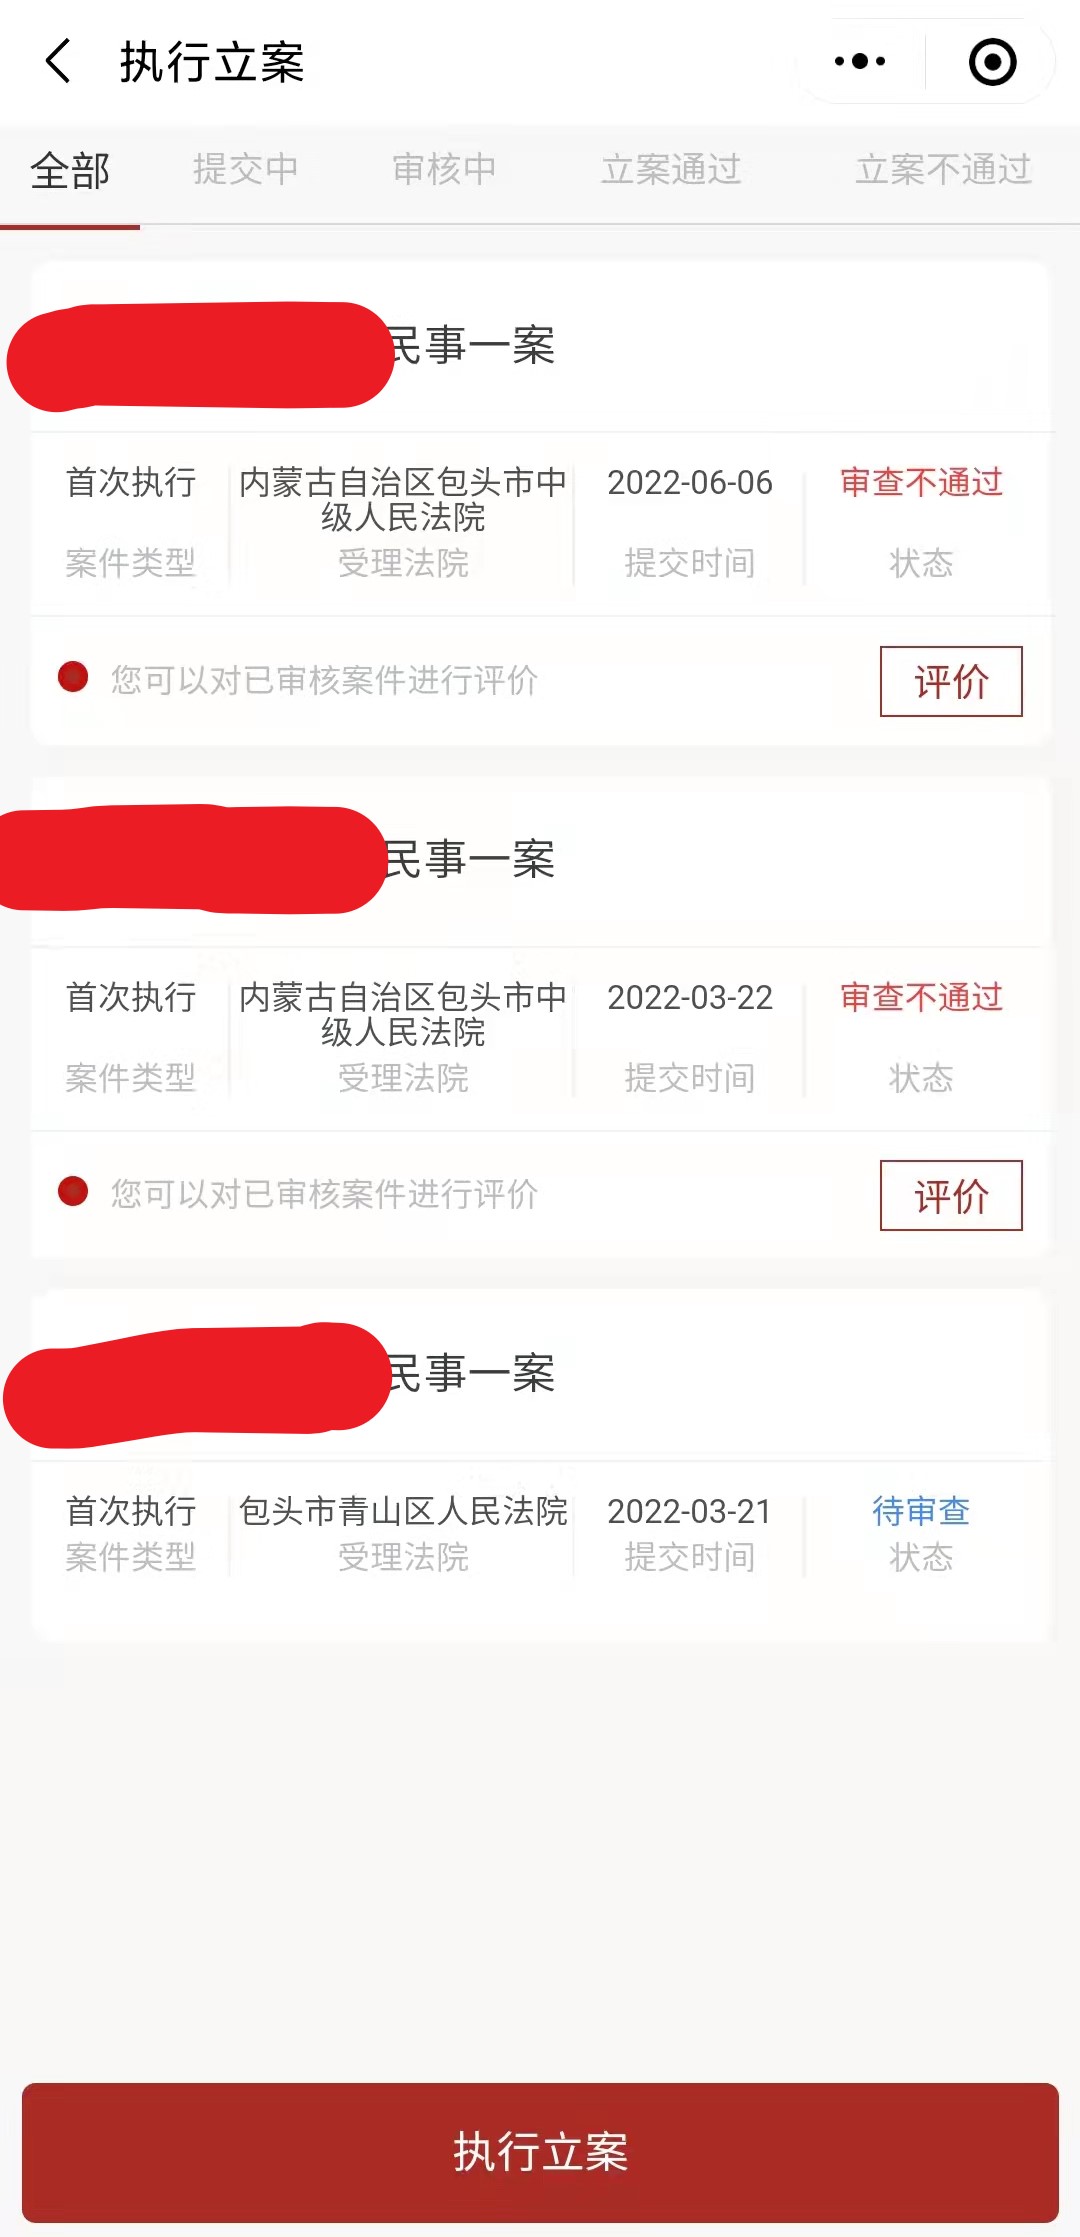 执行立案
全部 提交中 审核中 立案通过 立案不通过
民事一案
首次执行 内蒙古自治区包头市中级人民法院 2022-06-06 审查不通过
案件类型 受理法院 提交时间 状态
您可以对已审核案件进行评价 评价
民事一案
首次执行 内蒙古自治区包头市中级人民法院 2022-03-22 审查不通过
案件类型 受理法院 提交时间 状态
您可以对已审核案件进行评价 评价
民事一案
首次执行 包头市青山区人民法院 2022-03-21 待审查
案件类型 受理法院 提交时间 状态
执行立案